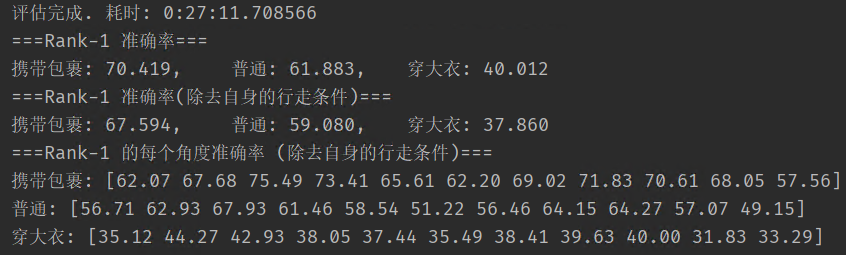 评估完成. 耗时: 0:27:11.708566
===Rank-1 准确率===
携带包裹: 70.419, 普通: 61.883, 穿大衣: 40.012
===Rank-1 准确率(除去自身的行走条件)===
携带包裹: 67.594, 普通: 59.080, 穿大衣: 37.860
===Rank-1 的每个角度准确率 (除去自身的行走条件)===
携带包裹: [62.07 67.68 75.49 73.41 65.61 62.20 69.02 71.83 70.61 68.05 57.56]
普通: [56.71 62.93 67.93 61.46 58.54 51.22 56.46 64.15 64.27 57.07 49.15]
穿大衣: [35.12 44.27 42.93 38.05 37.44 35.49 38.41 39.63 40.00 31.83 33.29]